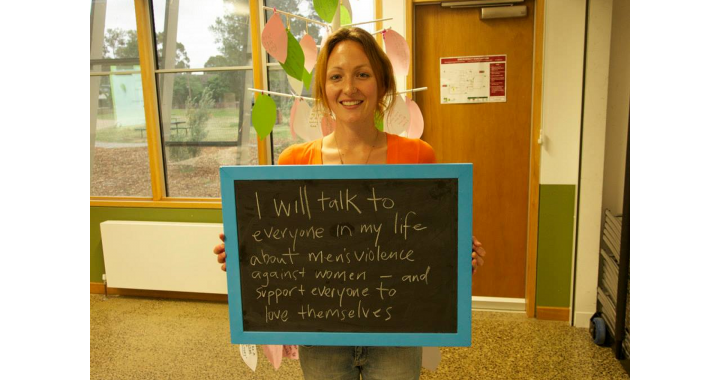 I will talk to
everyone in my life
about men's violence
against women – and
support everyone to
love themselves